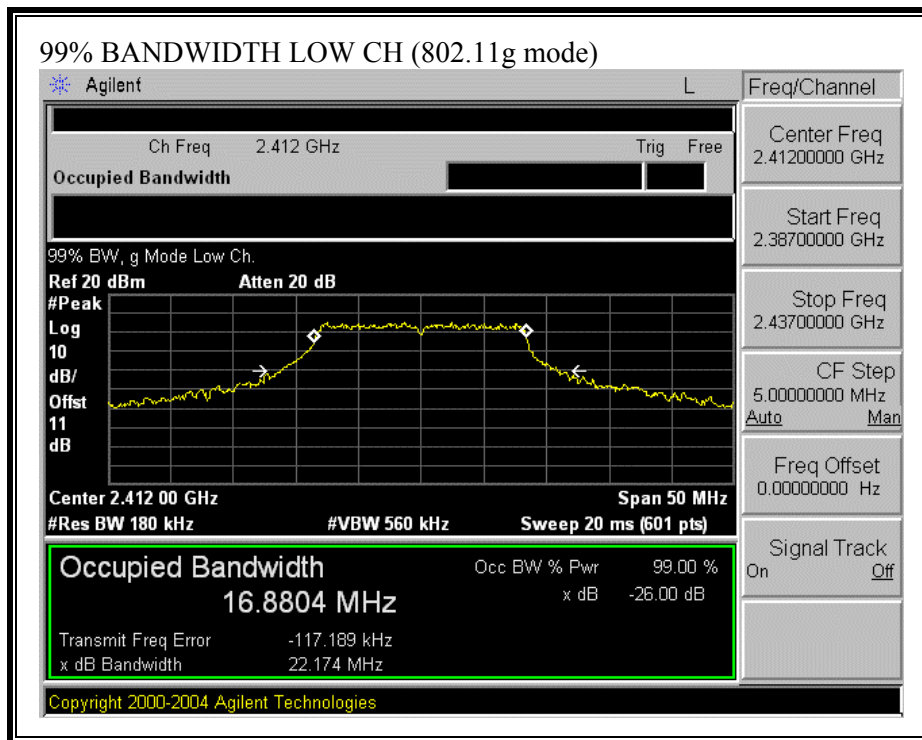 99% BANDWIDTH LOW CH (802.11g mode)
Agilent L Freq/Channel
Ch Freq 2.412 GHz Trig Free
Occupied Bandwidth
Center Freq
2.41200000 GHz
Start Freq
2.38700000 GHz
Stop Freq
2.43700000 GHz
CF Step
5.00000000 MHz
Auto Man
Freq Offset
0.00000000 Hz
Signal Track
On Off
99% BW, g Mode Low Ch.
Ref 20 dBm Atten 20 dB
#Peak
Log
10
dB/
Offst
11
dB
Center 2.412 00 GHz Span 50 MHz
#Res BW 180 kHz #VBW 560 kHz Sweep 20 ms (601 pts)
Occupied Bandwidth Occ BW % Pwr 99.00 %
16.8804 MHz x dB -26.00 dB
Transmit Freq Error -117.189 kHz
x dB Bandwidth 22.174 MHz
Copyright 2000-2004 Agilent Technologies